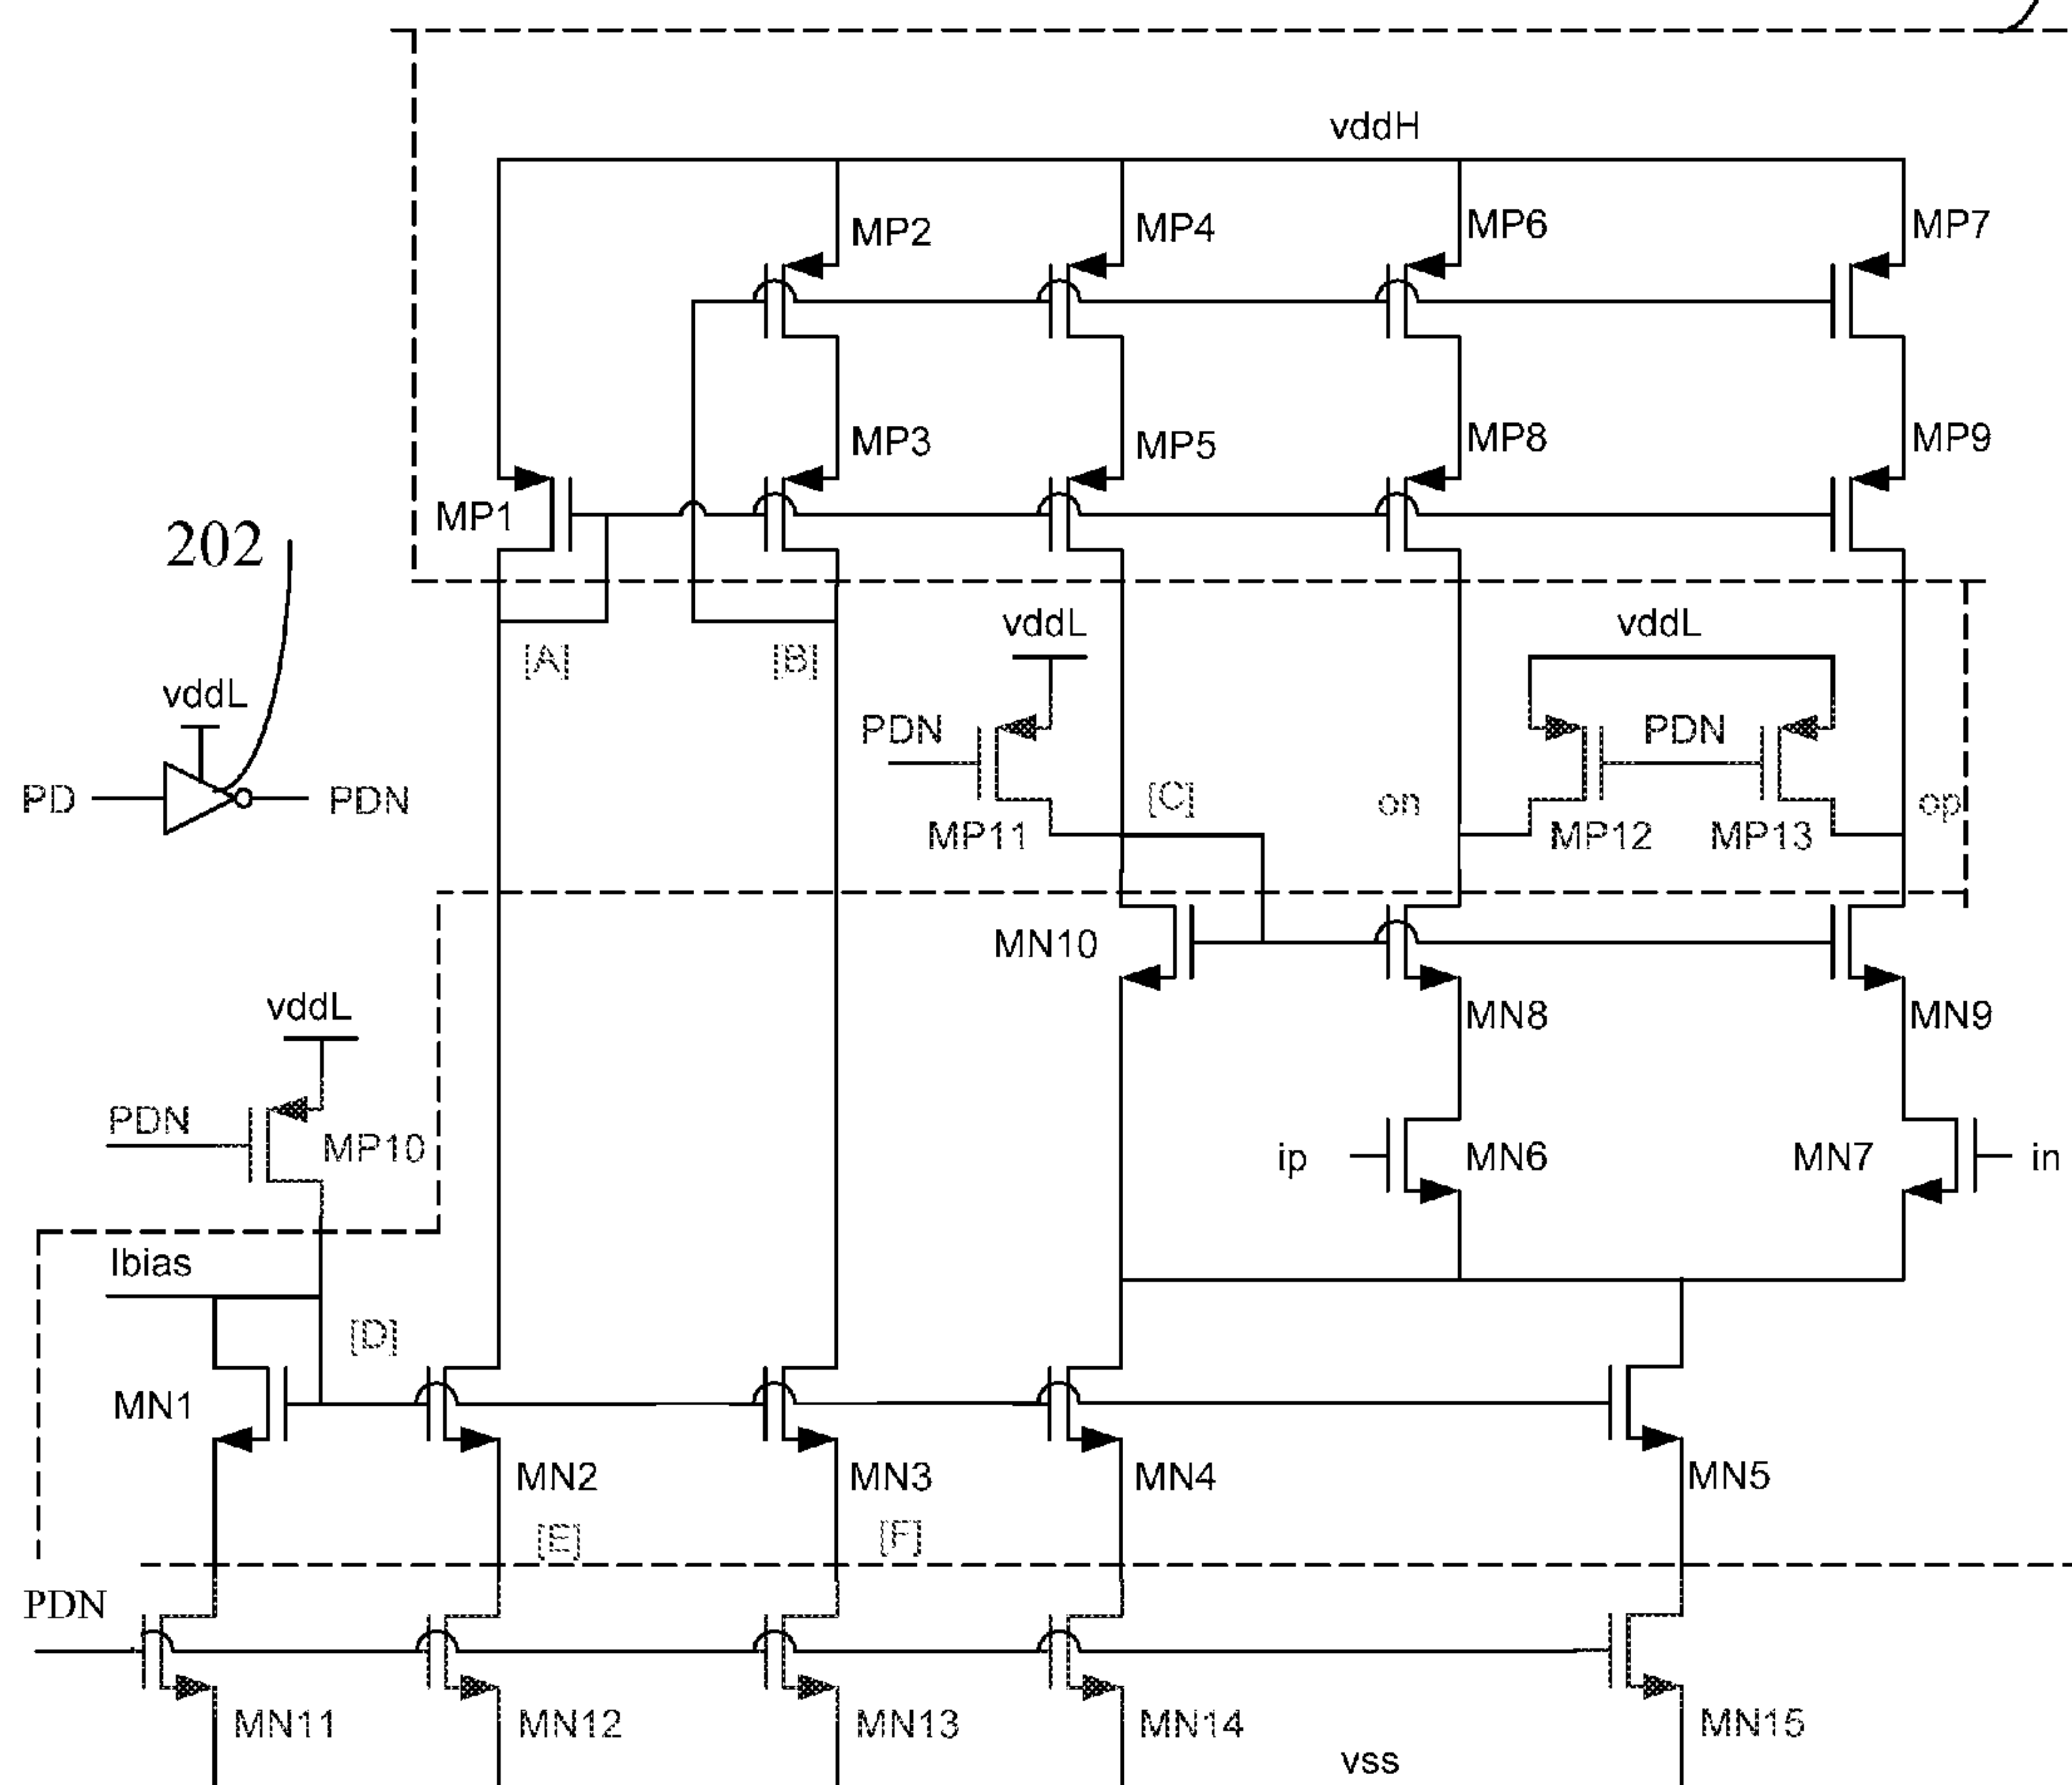 vddH
MP2
MP4
MP6
MP7
MP3
MP5
MP8
MP9
MP1
202
vddL
vddL
[A]
[B]
vddL
PDN
PDN
PD
PDN
[C]
on
op
MP11
MP12
MP13
MN10
vddL
MN8
MN9
PDN
MP10
ip
MN6
MN7
in
Ibias
[D]
MN1
MN2
MN3
MN4
MN5
[E]
[F]
PDN
MN11
MN12
MN13
MN14
MN15
vss